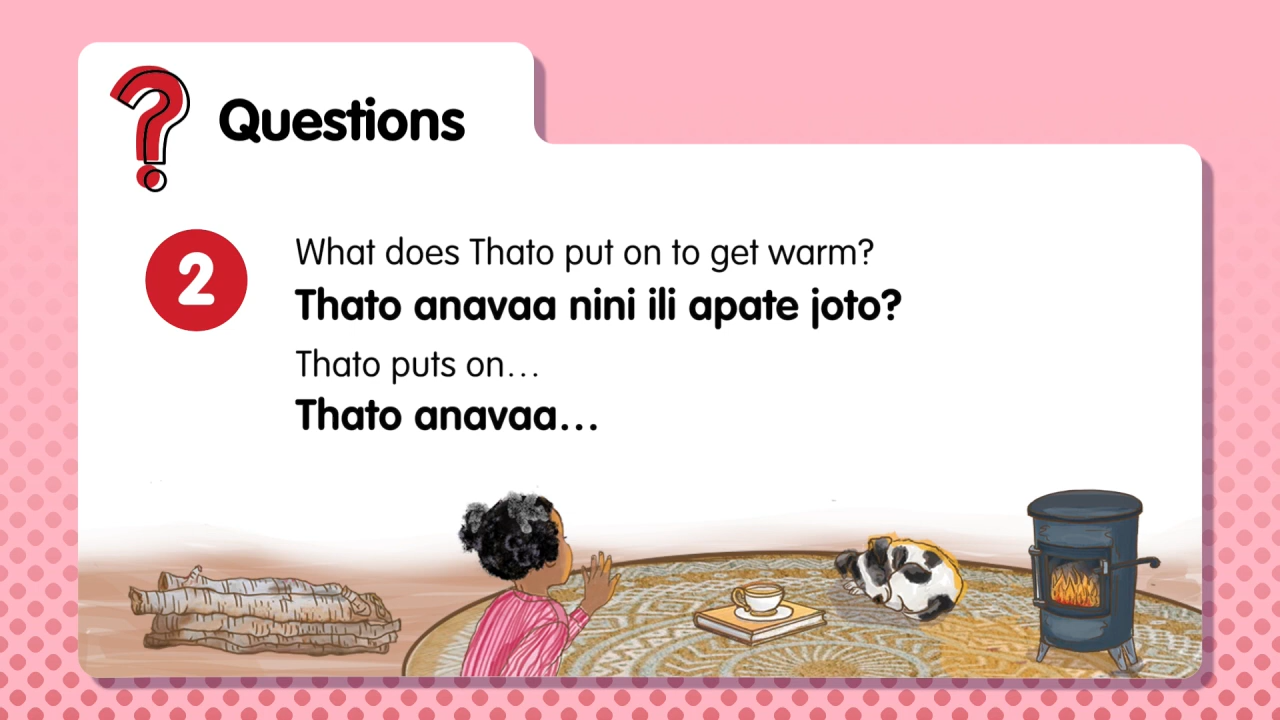 ?
Questions
2
What does Thato put on to get warm?
Thato anavaa nini ili apate joto?
Thato puts on…
Thato anavaa…